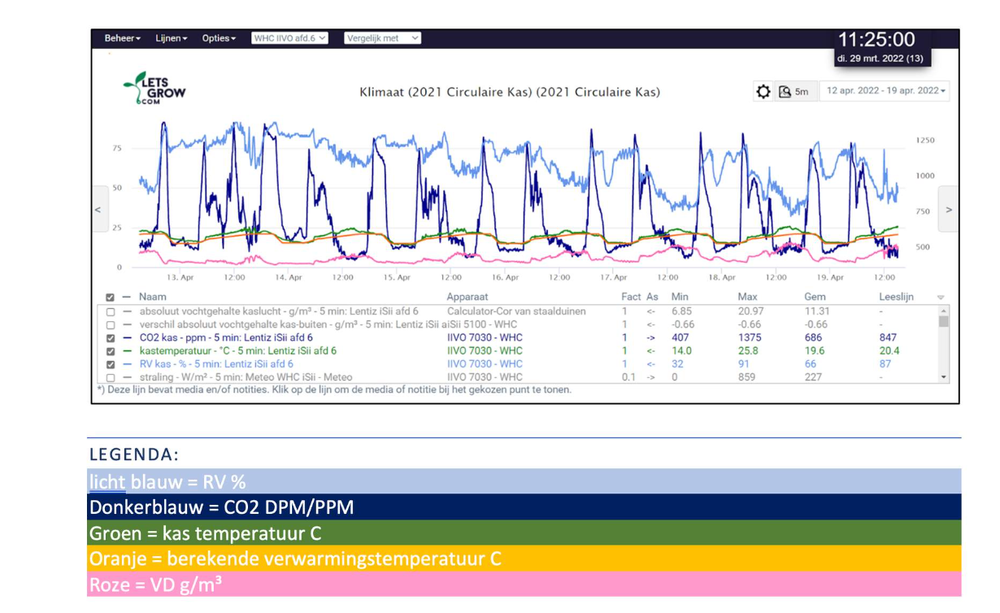 Beheer Lijnen Opties WHC IIVO afd.6 Vergelijk met 11:25:00
di. 29 mrt. 2022 (13)
LETS
GROW
.COM
Klimaat (2021 Circulaire Kas) (2021 Circulaire Kas)
5m 12 apr. 2022 - 19 apr. 2022
75 1250
50 1000
25 750
0 500
13. Apr 12:00 14. Apr 12:00 15. Apr 12:00 16. Apr 12:00 17. Apr 12:00 18. Apr 12:00 19. Apr 12:00
Naam Apparaat Fact As Min Max Gem Leeslijn
absoluut vochtgehalte kaslucht - g/m³ - 5 min: Lentiz iSii afd 6 Calculator-Cor van staalduinen 1 <- 6.85 20.97 11.31 -
verschil absoluut vochtgehalte kas-buiten - g/m³ - 5 min: Lentiz iSii aiSii 5100 - WHC 1 <- -0.66 -0.66 -0.66 -
CO2 kas - ppm - 5 min: Lentiz iSii afd 6 IIVO 7030 - WHC 1 -> 407 1375 686 847
kastemperatuur - °C - 5 min: Lentiz iSii afd 6 IIVO 7030 - WHC 1 <- 14.0 25.8 19.6 20.4
RV kas - % - 5 min: Lentiz iSii afd 6 IIVO 7030 - WHC 1 <- 32 91 66 87
straling - W/m² - 5 min: Meteo WHC iSii - Meteo IIVO 7030 - WHC 0.1 -> 0 859 227 -
*) Deze lijn bevat media en/of notities. Klik op de lijn om de media of notitie bij het gekozen punt te tonen.
LEGENDA:
licht blauw = RV %
Donkerblauw = CO2 DPM/PPM
Groen = kas temperatuur C
Oranje = berekende verwarmingstemperatuur C
Roze = VD g/m³